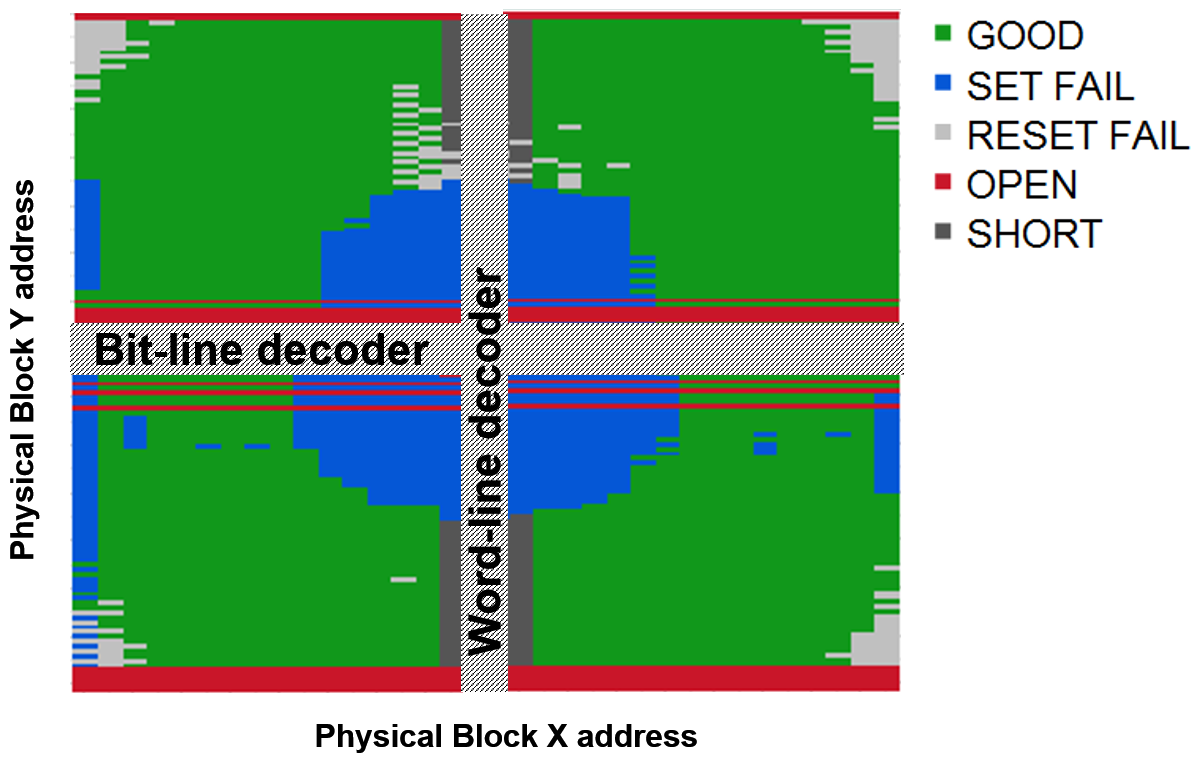 GOOD
SET FAIL
RESET FAIL
OPEN
SHORT
Physical Block Y address
Bit-line decoder
Word-line decoder
Physical Block X address